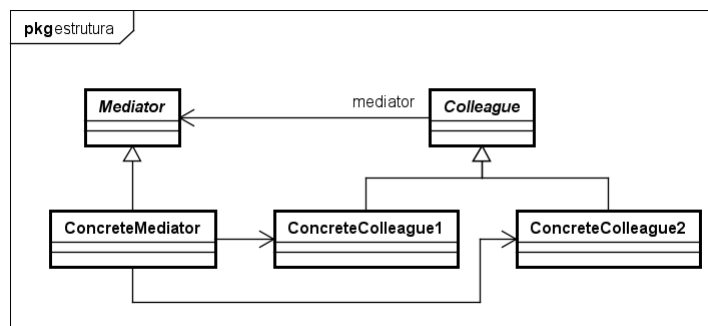 pkg estrutura
Mediator
mediator
Colleague
ConcreteMediator
ConcreteColleague1
ConcreteColleague2